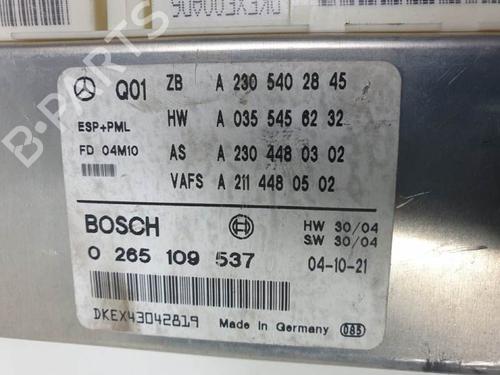 DKEX00906
Q01 ZB A 230 540 28 45
ESP+PML HW A 035 545 62 32
FD 04M10 AS A 230 448 03 02
VAFS A 211 448 05 02
BOSCH HW 30/04
SW 30/04
0 265 109 537 04-10-21
DKEX43042819 Made in Germany 085
B-PARTS